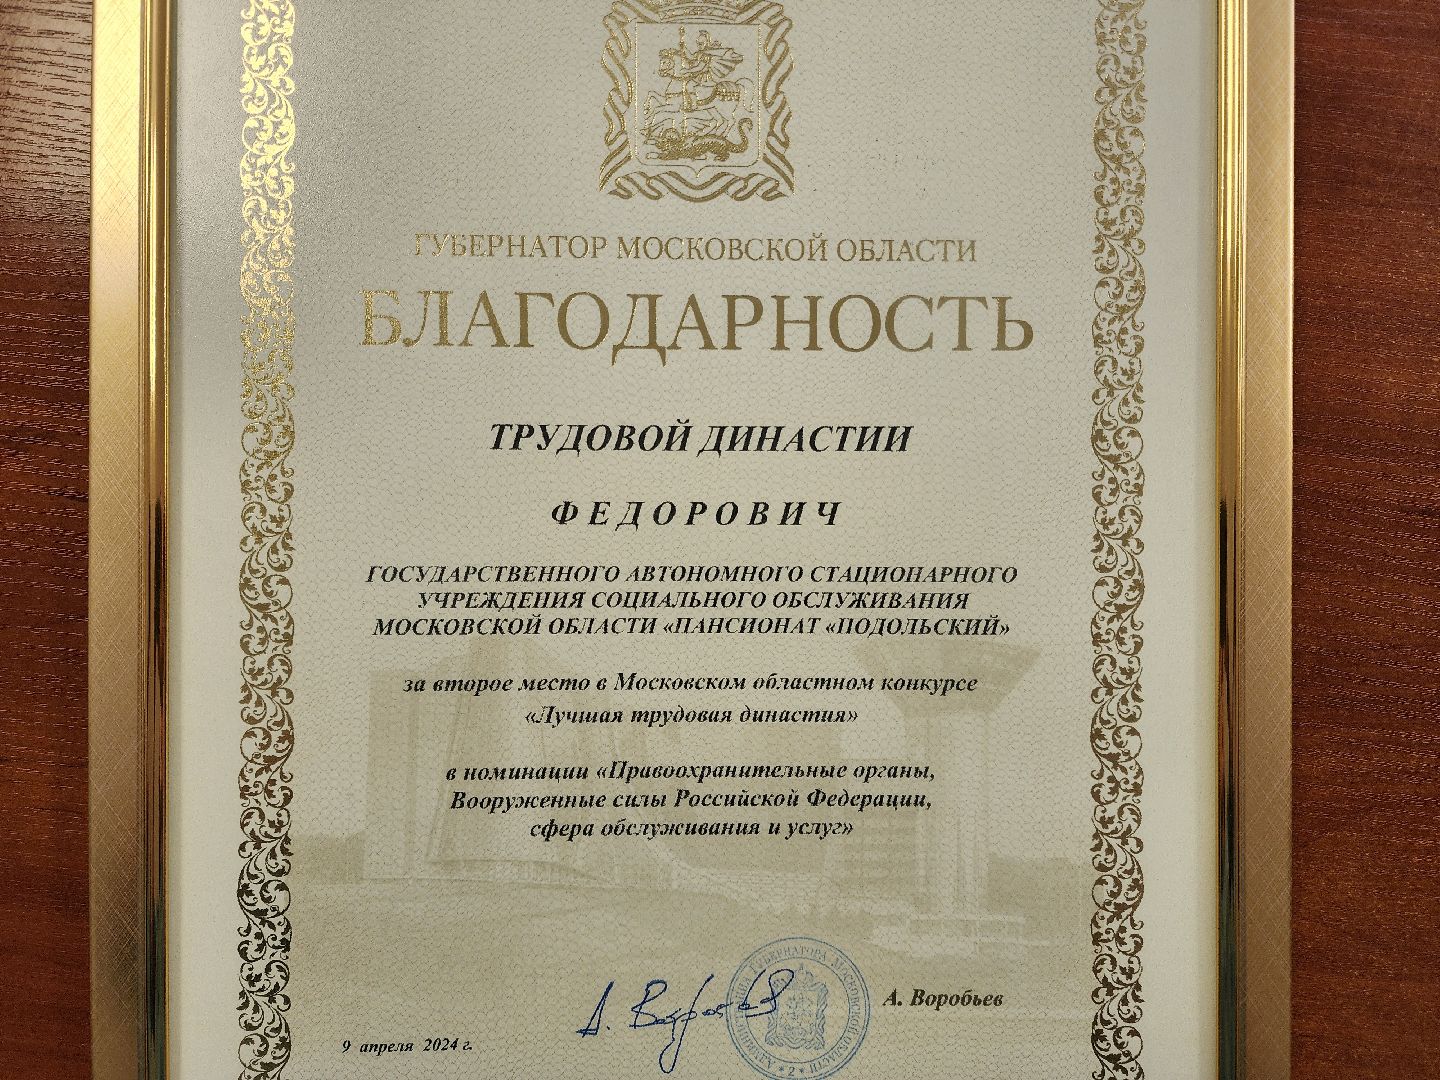 ГУБЕРНАТОР МОСКОВСКОЙ ОБЛАСТИ
БЛАГОДАРНОСТЬ
ТРУДОВОЙ ДИНАСТИИ
ФЕДОРОВИЧ
ГОСУДАРСТВЕННОГО АВТОНОМНОГО СТАЦИОНАРНОГО
УЧРЕЖДЕНИЯ СОЦИАЛЬНОГО ОБСЛУЖИВАНИЯ
МОСКОВСКОЙ ОБЛАСТИ «ПАНСИОНАТ «ПОДОЛЬСКИЙ»
за второе место в Московском областном конкурсе
«Лучшая трудовая династия»
в номинации «Правоохранительные органы,
Вооруженные силы Российской Федерации,
сфера обслуживания и услуг»
А. Воробьев
9 апреля 2024 г.